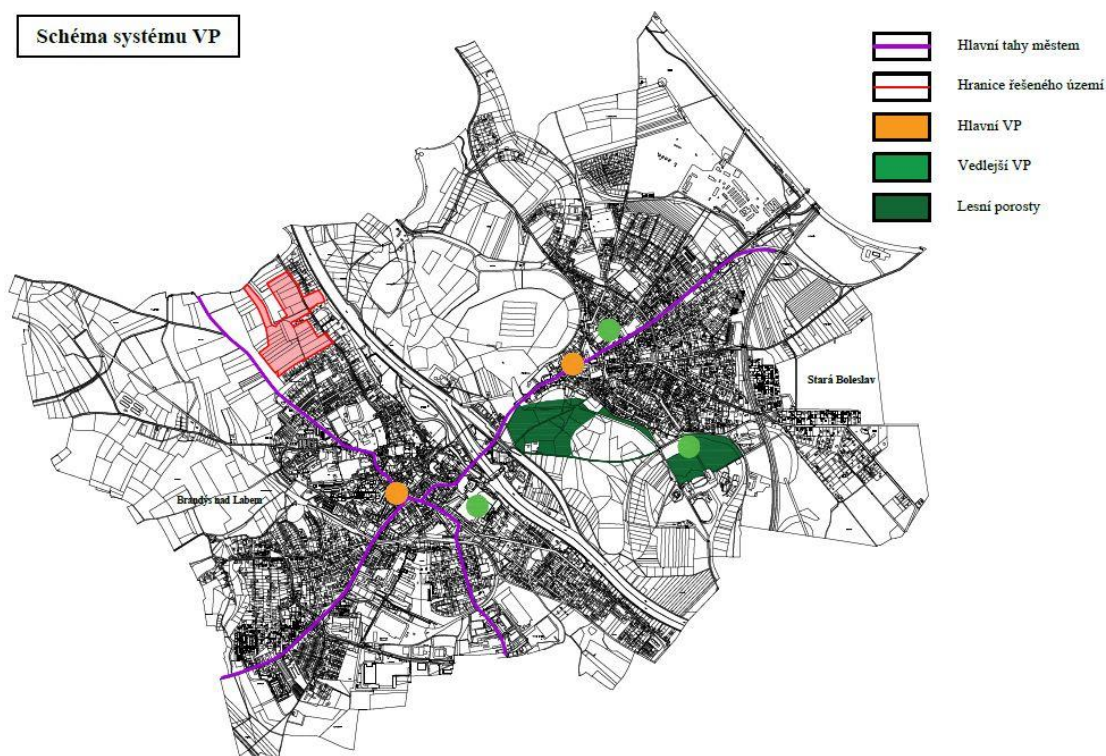 Schéma systému VP
Hlavní tahy městem
Hranice řešeného území
Hlavní VP
Vedlejší VP
Lesní porosty
Stará Boleslav
Brandýs nad Labem